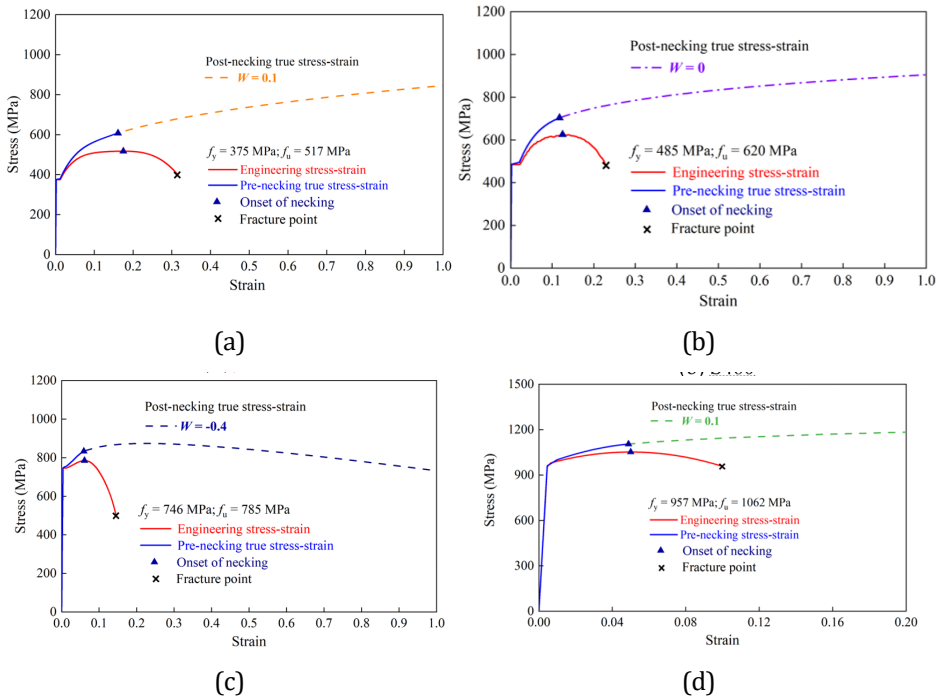 1200
1000
800
600
400
200
0
Stress (MPa)
Post-necking true stress-strain
W = 0.1
fy = 375 MPa; fu = 517 MPa
Engineering stress-strain
Pre-necking true stress-strain
Onset of necking
Fracture point
0.0 0.1 0.2 0.3 0.4 0.5 0.6 0.7 0.8 0.9 1.0
Strain
(a)
1200
1000
800
600
400
200
0
Stress (MPa)
Post-necking true stress-strain
W = 0
fy = 485 MPa; fu = 620 MPa
Engineering stress-strain
Pre-necking true stress-strain
Onset of necking
Fracture point
0.0 0.1 0.2 0.3 0.4 0.5 0.6 0.7 0.8 0.9 1.0
Strain
(b)
1200
1000
800
600
400
200
0
Stress (MPa)
Post-necking true stress-strain
W = -0.4
fy = 746 MPa; fu = 785 MPa
Engineering stress-strain
Pre-necking true stress-strain
Onset of necking
Fracture point
0.0 0.1 0.2 0.3 0.4 0.5 0.6 0.7 0.8 0.9 1.0
Strain
(c)
1500
1200
900
600
300
0
Stress (MPa)
Post-necking true stress-strain
W = 0.1
fy = 957 MPa; fu = 1062 MPa
Engineering stress-strain
Pre-necking true stress-strain
Onset of necking
Fracture point
0.00 0.04 0.08 0.12 0.16 0.20
Strain
(d)